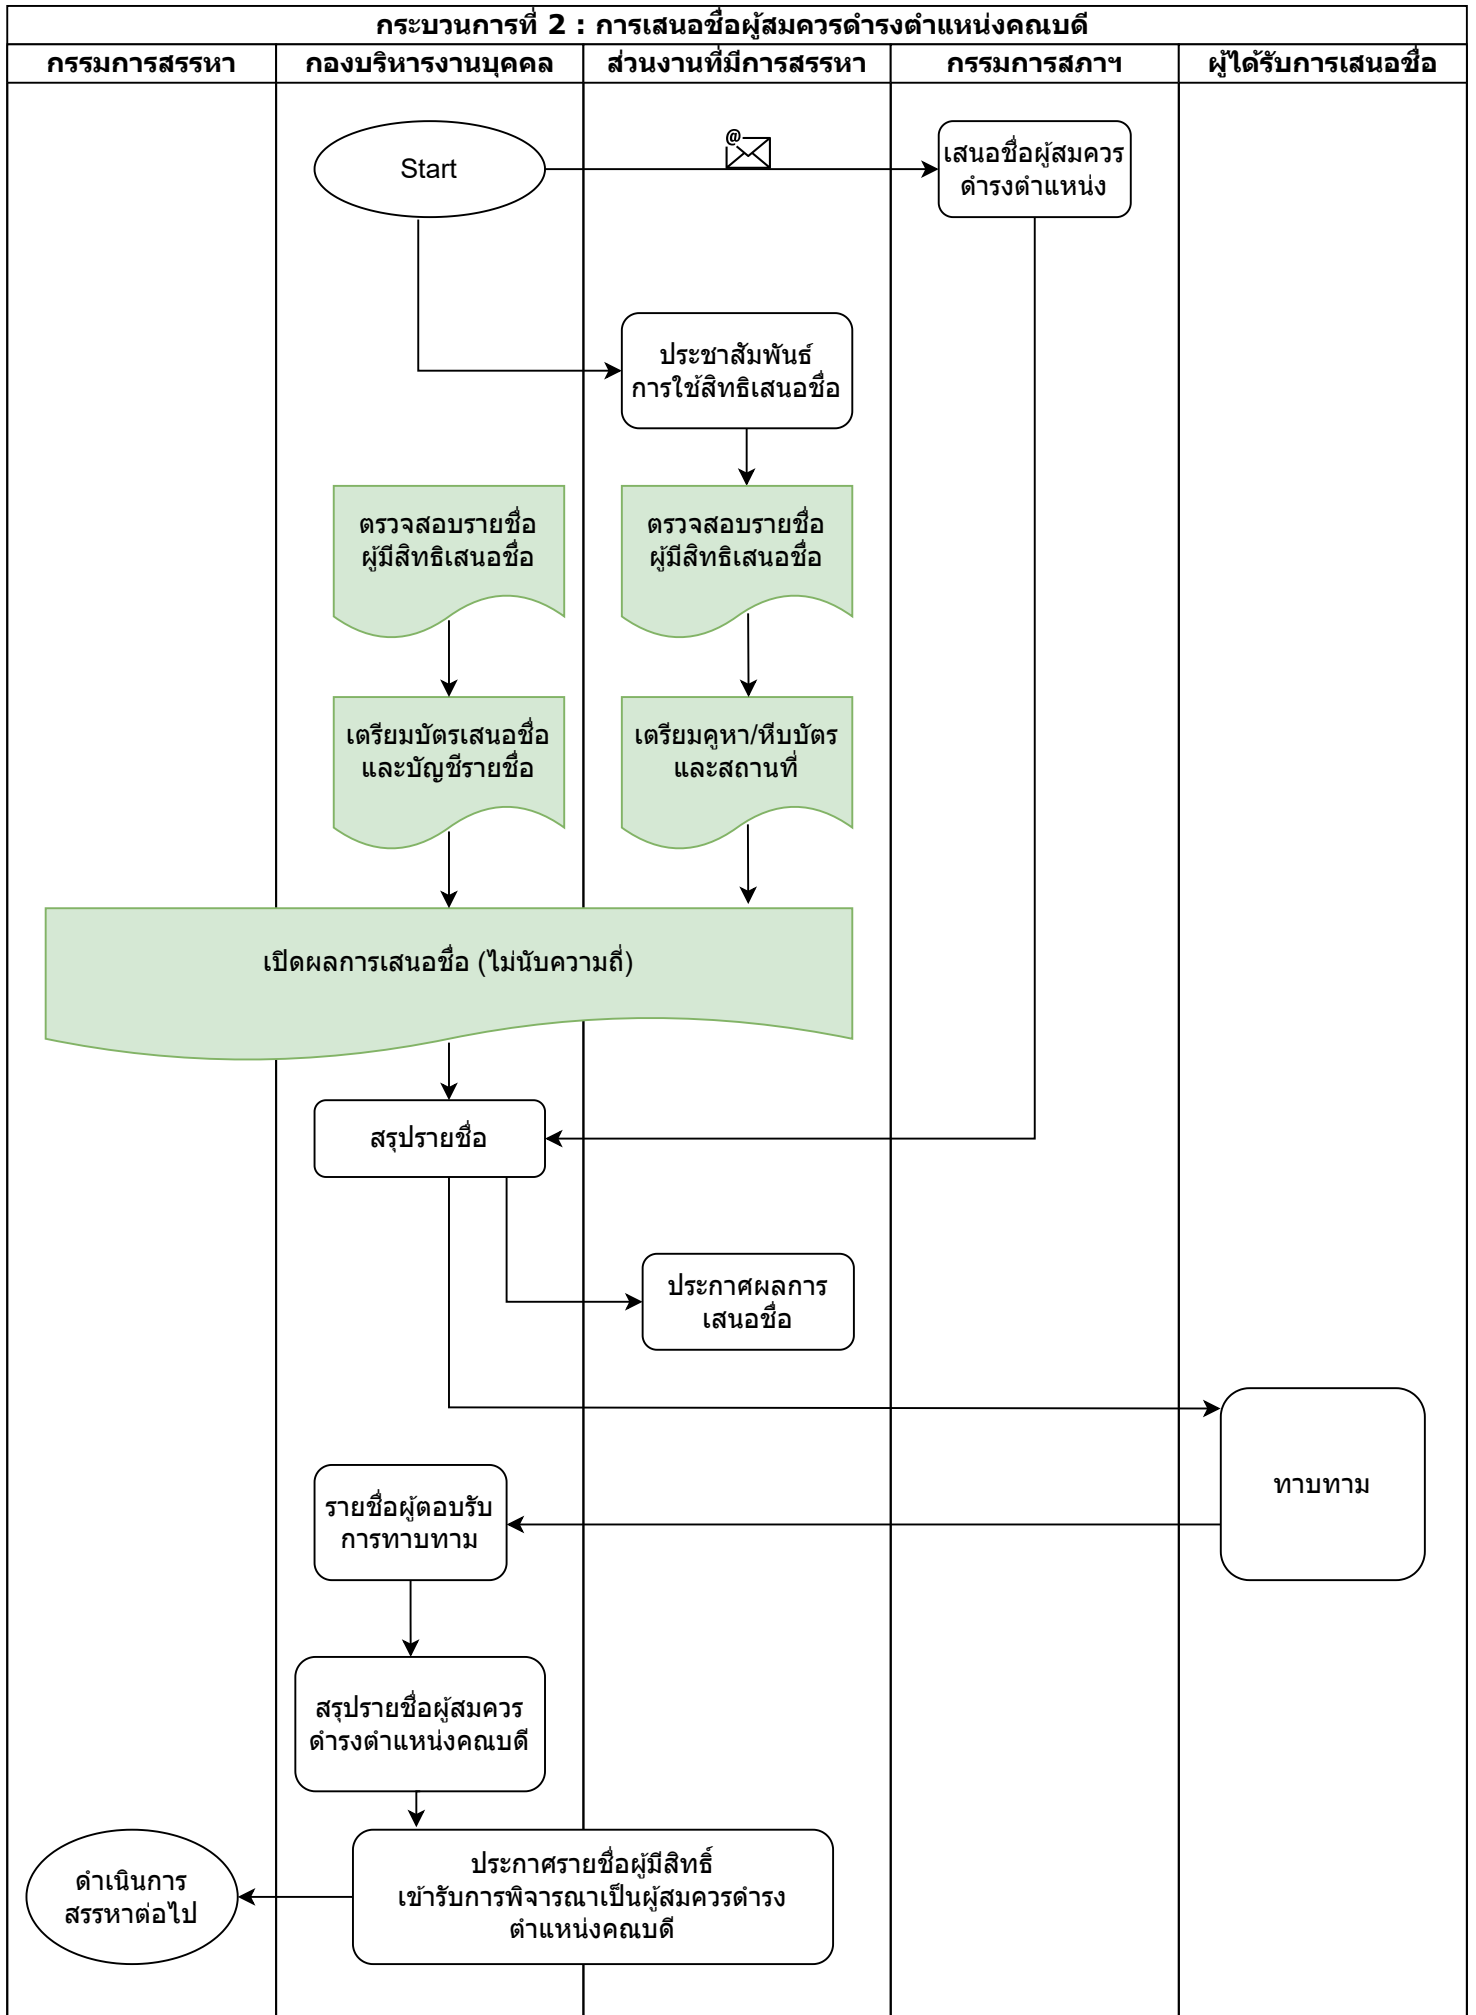 กระบวนการที่ 2 : การเสนอชื่อผู้สมควรดำรงตำแหน่งคณบดี
กรรมการสรรหา
กองบริหารงานบุคคล
ส่วนงานที่มีการสรรหา
กรรมการสภาฯ
ผู้ได้รับการเสนอชื่อ
Start
@
เสนอชื่อผู้สมควร
ดำรงตำแหน่ง
ประชาสัมพันธ์
การใช้สิทธิเสนอชื่อ
ตรวจสอบรายชื่อ
ผู้มีสิทธิเสนอชื่อ
ตรวจสอบรายชื่อ
ผู้มีสิทธิเสนอชื่อ
เตรียมบัตรเสนอชื่อ
และบัญชีรายชื่อ
เตรียมคูหา/หีบบัตร
และสถานที่
เปิดผลการเสนอชื่อ (ไม่นับความถี่)
สรุปรายชื่อ
ประกาศผลการ
เสนอชื่อ
ทาบทาม
รายชื่อผู้ตอบรับ
การทาบทาม
สรุปรายชื่อผู้สมควร
ดำรงตำแหน่งคณบดี
ประกาศรายชื่อผู้มีสิทธิ์
เข้ารับการพิจารณาเป็นผู้สมควรดำรง
ตำแหน่งคณบดี
ดำเนินการ
สรรหาต่อไป